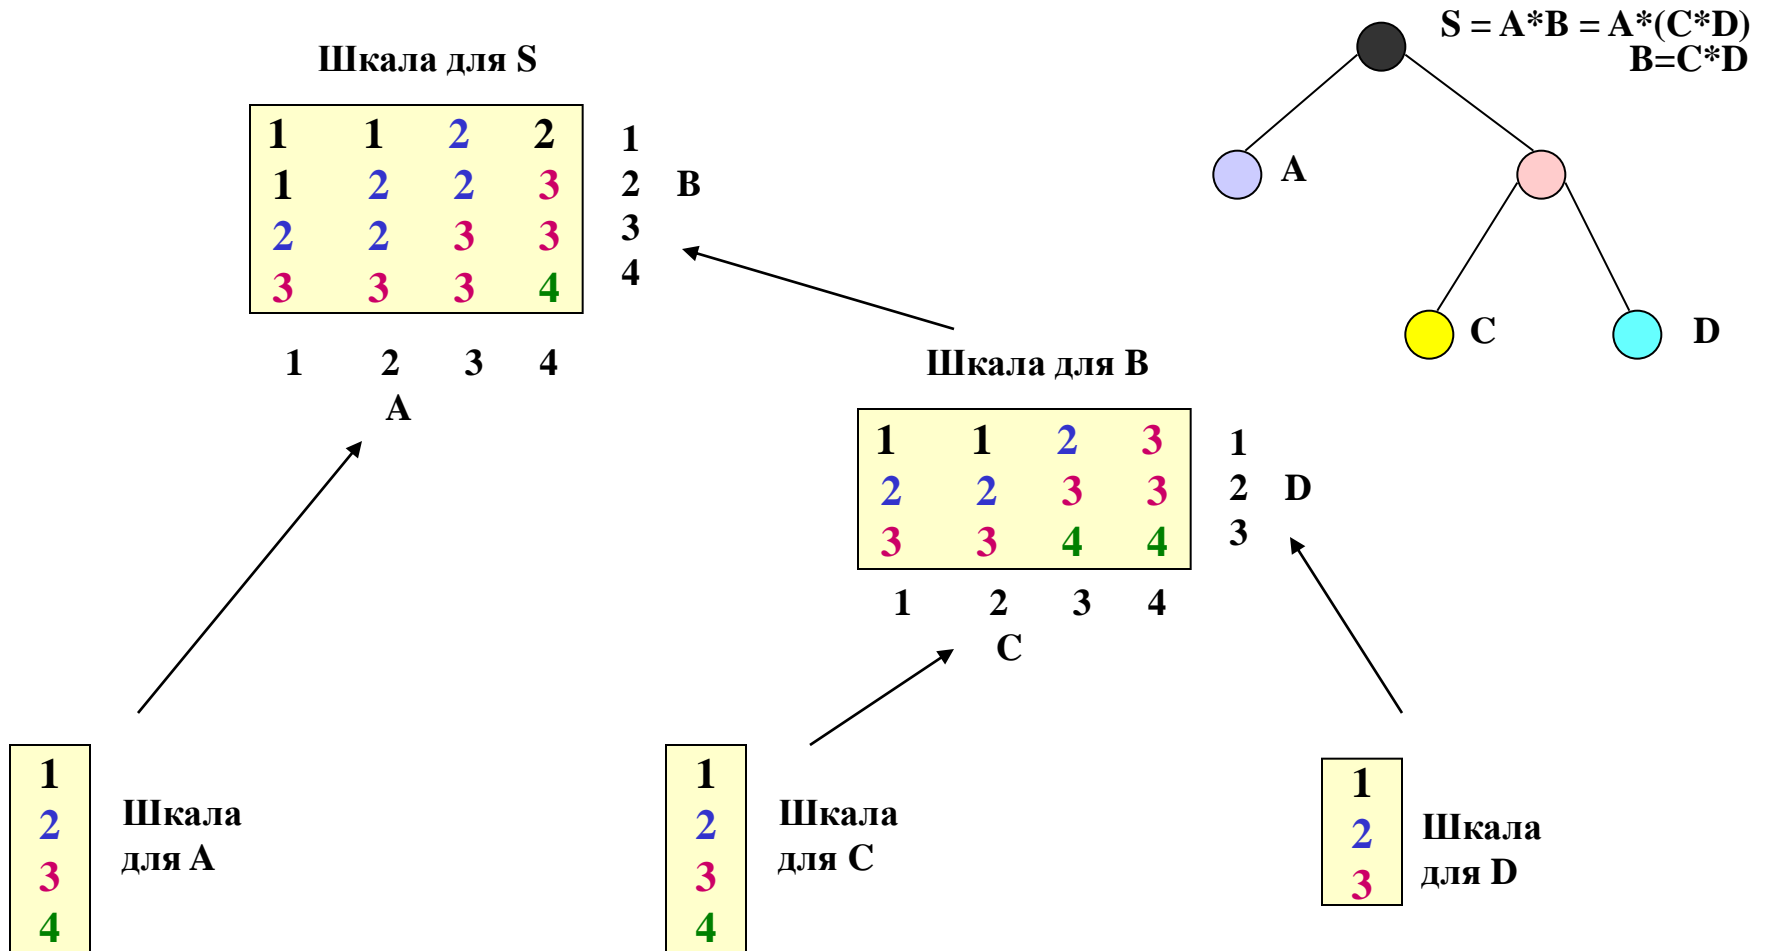 S = A*B = A*(C*D)
B=C*D
Шкала для S
1 1 2 2 1
1 2 2 3 2 B
2 2 3 3 3
3 3 3 4 4
1 2 3 4
A
A
C D
Шкала для B
1 1 2 3 1
2 2 3 3 2 D
3 3 4 4 3
1 2 3 4
C
1
2
3
4
Шкала
для A
1
2
3
4
Шкала
для C
1
2
3
Шкала
для D